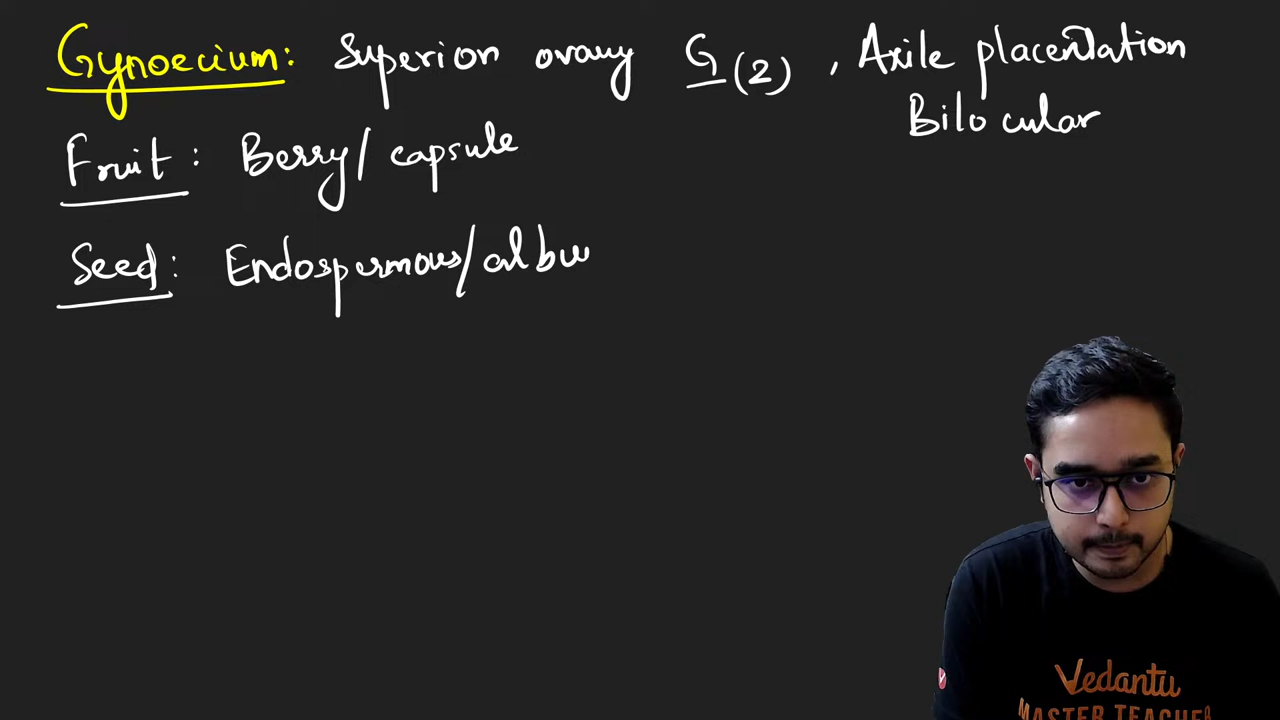 Gynoecium: Superior ovary G(2), Axile placentation
Bilocular
Fruit: Berry/capsule
Seed: Endospermous/albu
Vedantu
MASTER TEACHER